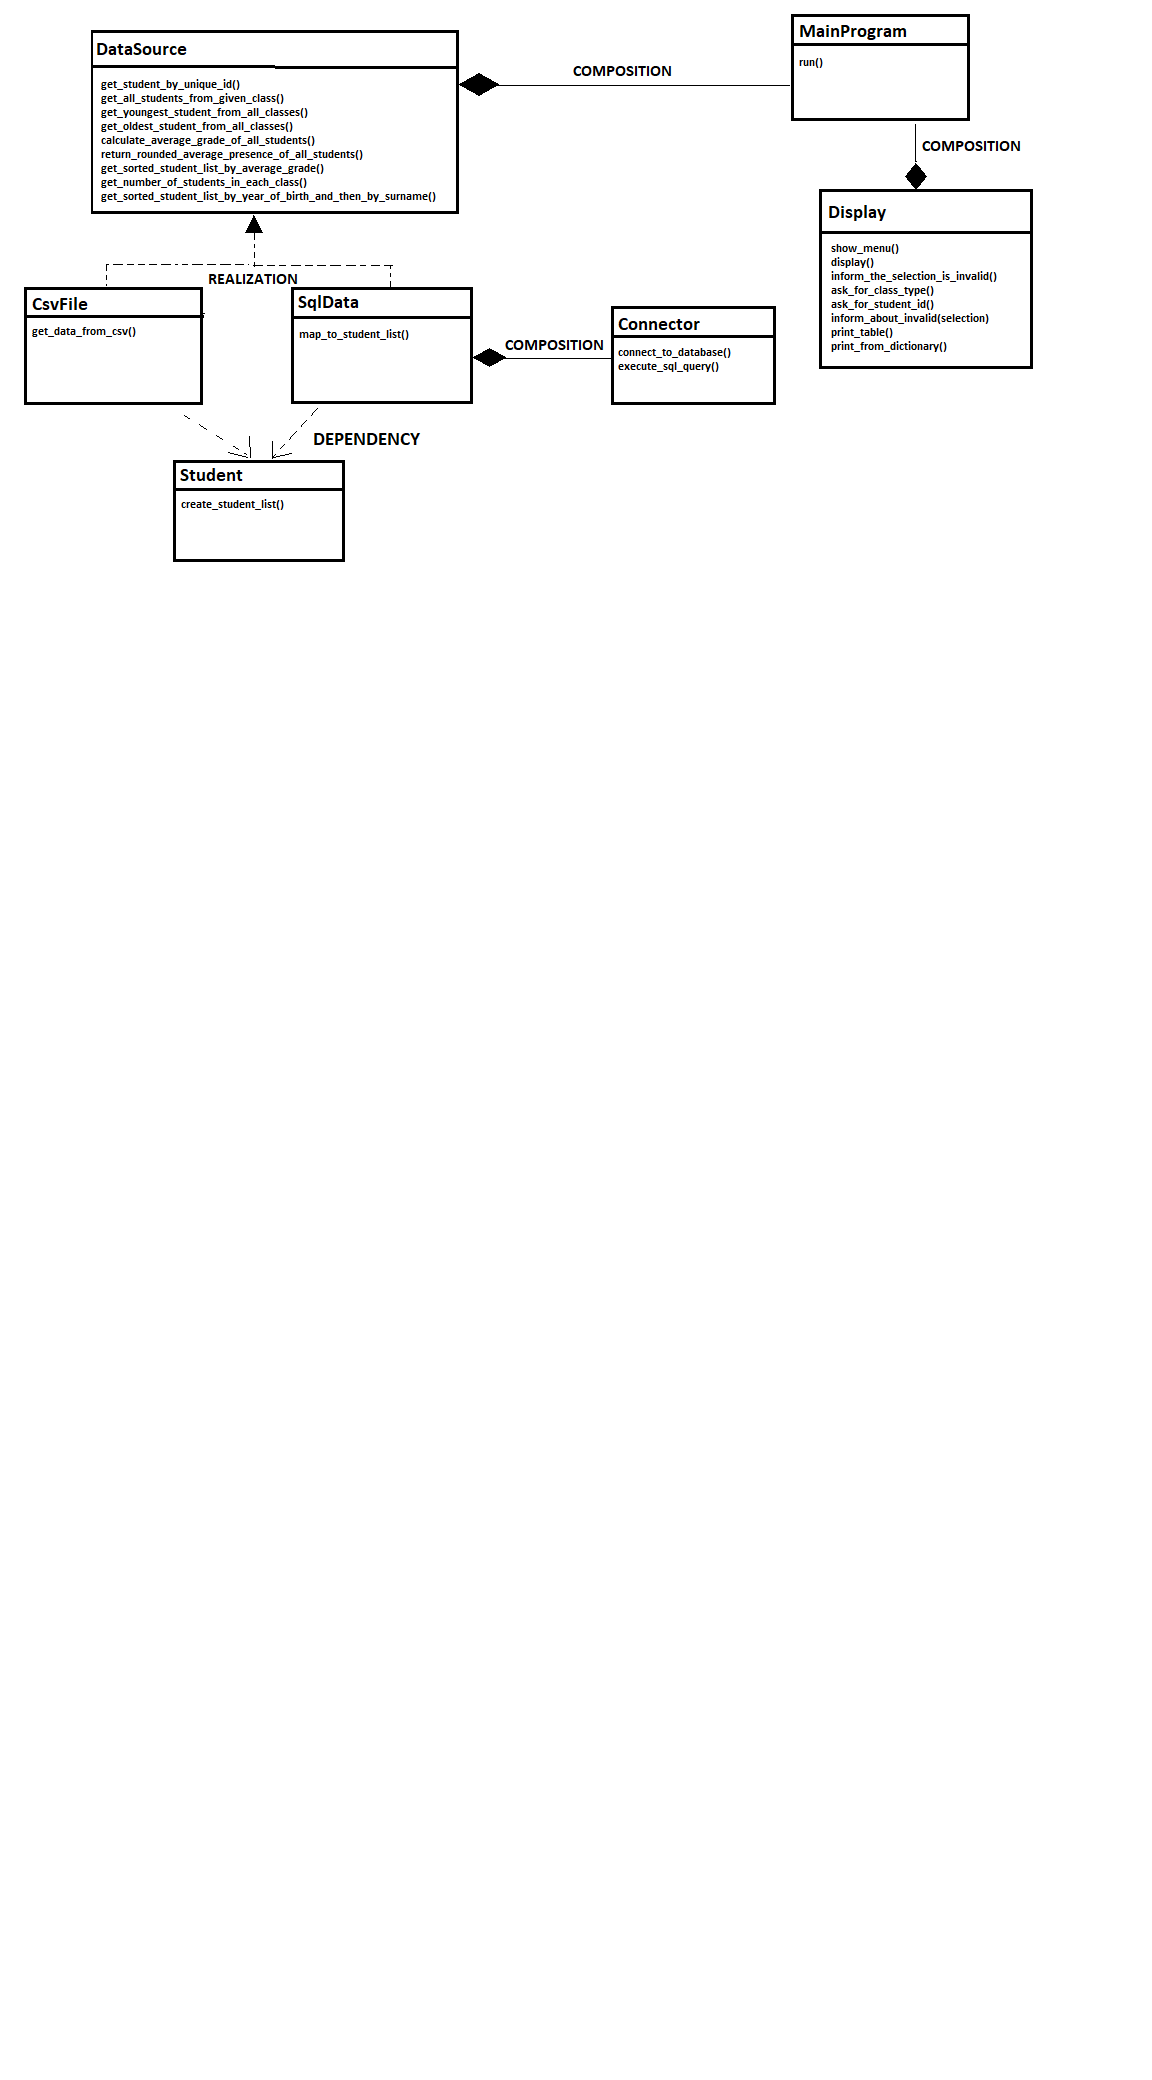 DataSource
get_student_by_unique_id()
get_all_students_from_given_class()
get_youngest_student_from_all_classes()
get_oldest_student_from_all_classes()
calculate_average_grade_of_all_students()
return_rounded_average_presence_of_all_students()
get_sorted_student_list_by_average_grade()
get_number_of_students_in_each_class()
get_sorted_student_list_by_year_of_birth_and_then_by_surname()
COMPOSITION
MainProgram
run()
COMPOSITION
Display
show_menu()
display()
inform_the_selection_is_invalid()
ask_for_class_type()
ask_for_student_id()
inform_about_invalid(selection)
print_table()
print_from_dictionary()
REALIZATION
CsvFile
get_data_from_csv()
SqlData
map_to_student_list()
COMPOSITION
Connector
connect_to_database()
execute_sql_query()
DEPENDENCY
Student
create_student_list()